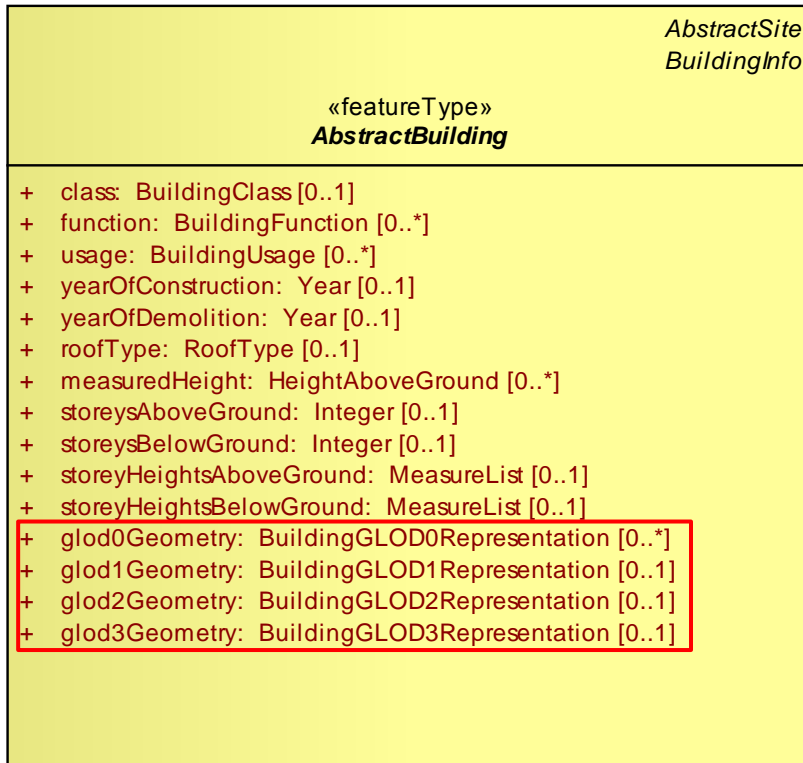 AbstractSite
BuildingInfo
«featureType»
AbstractBuilding
+ class: BuildingClass [0..1]
+ function: BuildingFunction [0..*]
+ usage: BuildingUsage [0..*]
+ yearOfConstruction: Year [0..1]
+ yearOfDemolition: Year [0..1]
+ roofType: RoofType [0..1]
+ measuredHeight: HeightAboveGround [0..*]
+ storeysAboveGround: Integer [0..1]
+ storeysBelowGround: Integer [0..1]
+ storeyHeightsAboveGround: MeasureList [0..1]
+ storeyHeightsBelowGround: MeasureList [0..1]
+ glod0Geometry: BuildingGLOD0Representation [0..*]
+ glod1Geometry: BuildingGLOD1Representation [0..1]
+ glod2Geometry: BuildingGLOD2Representation [0..1]
+ glod3Geometry: BuildingGLOD3Representation [0..1]